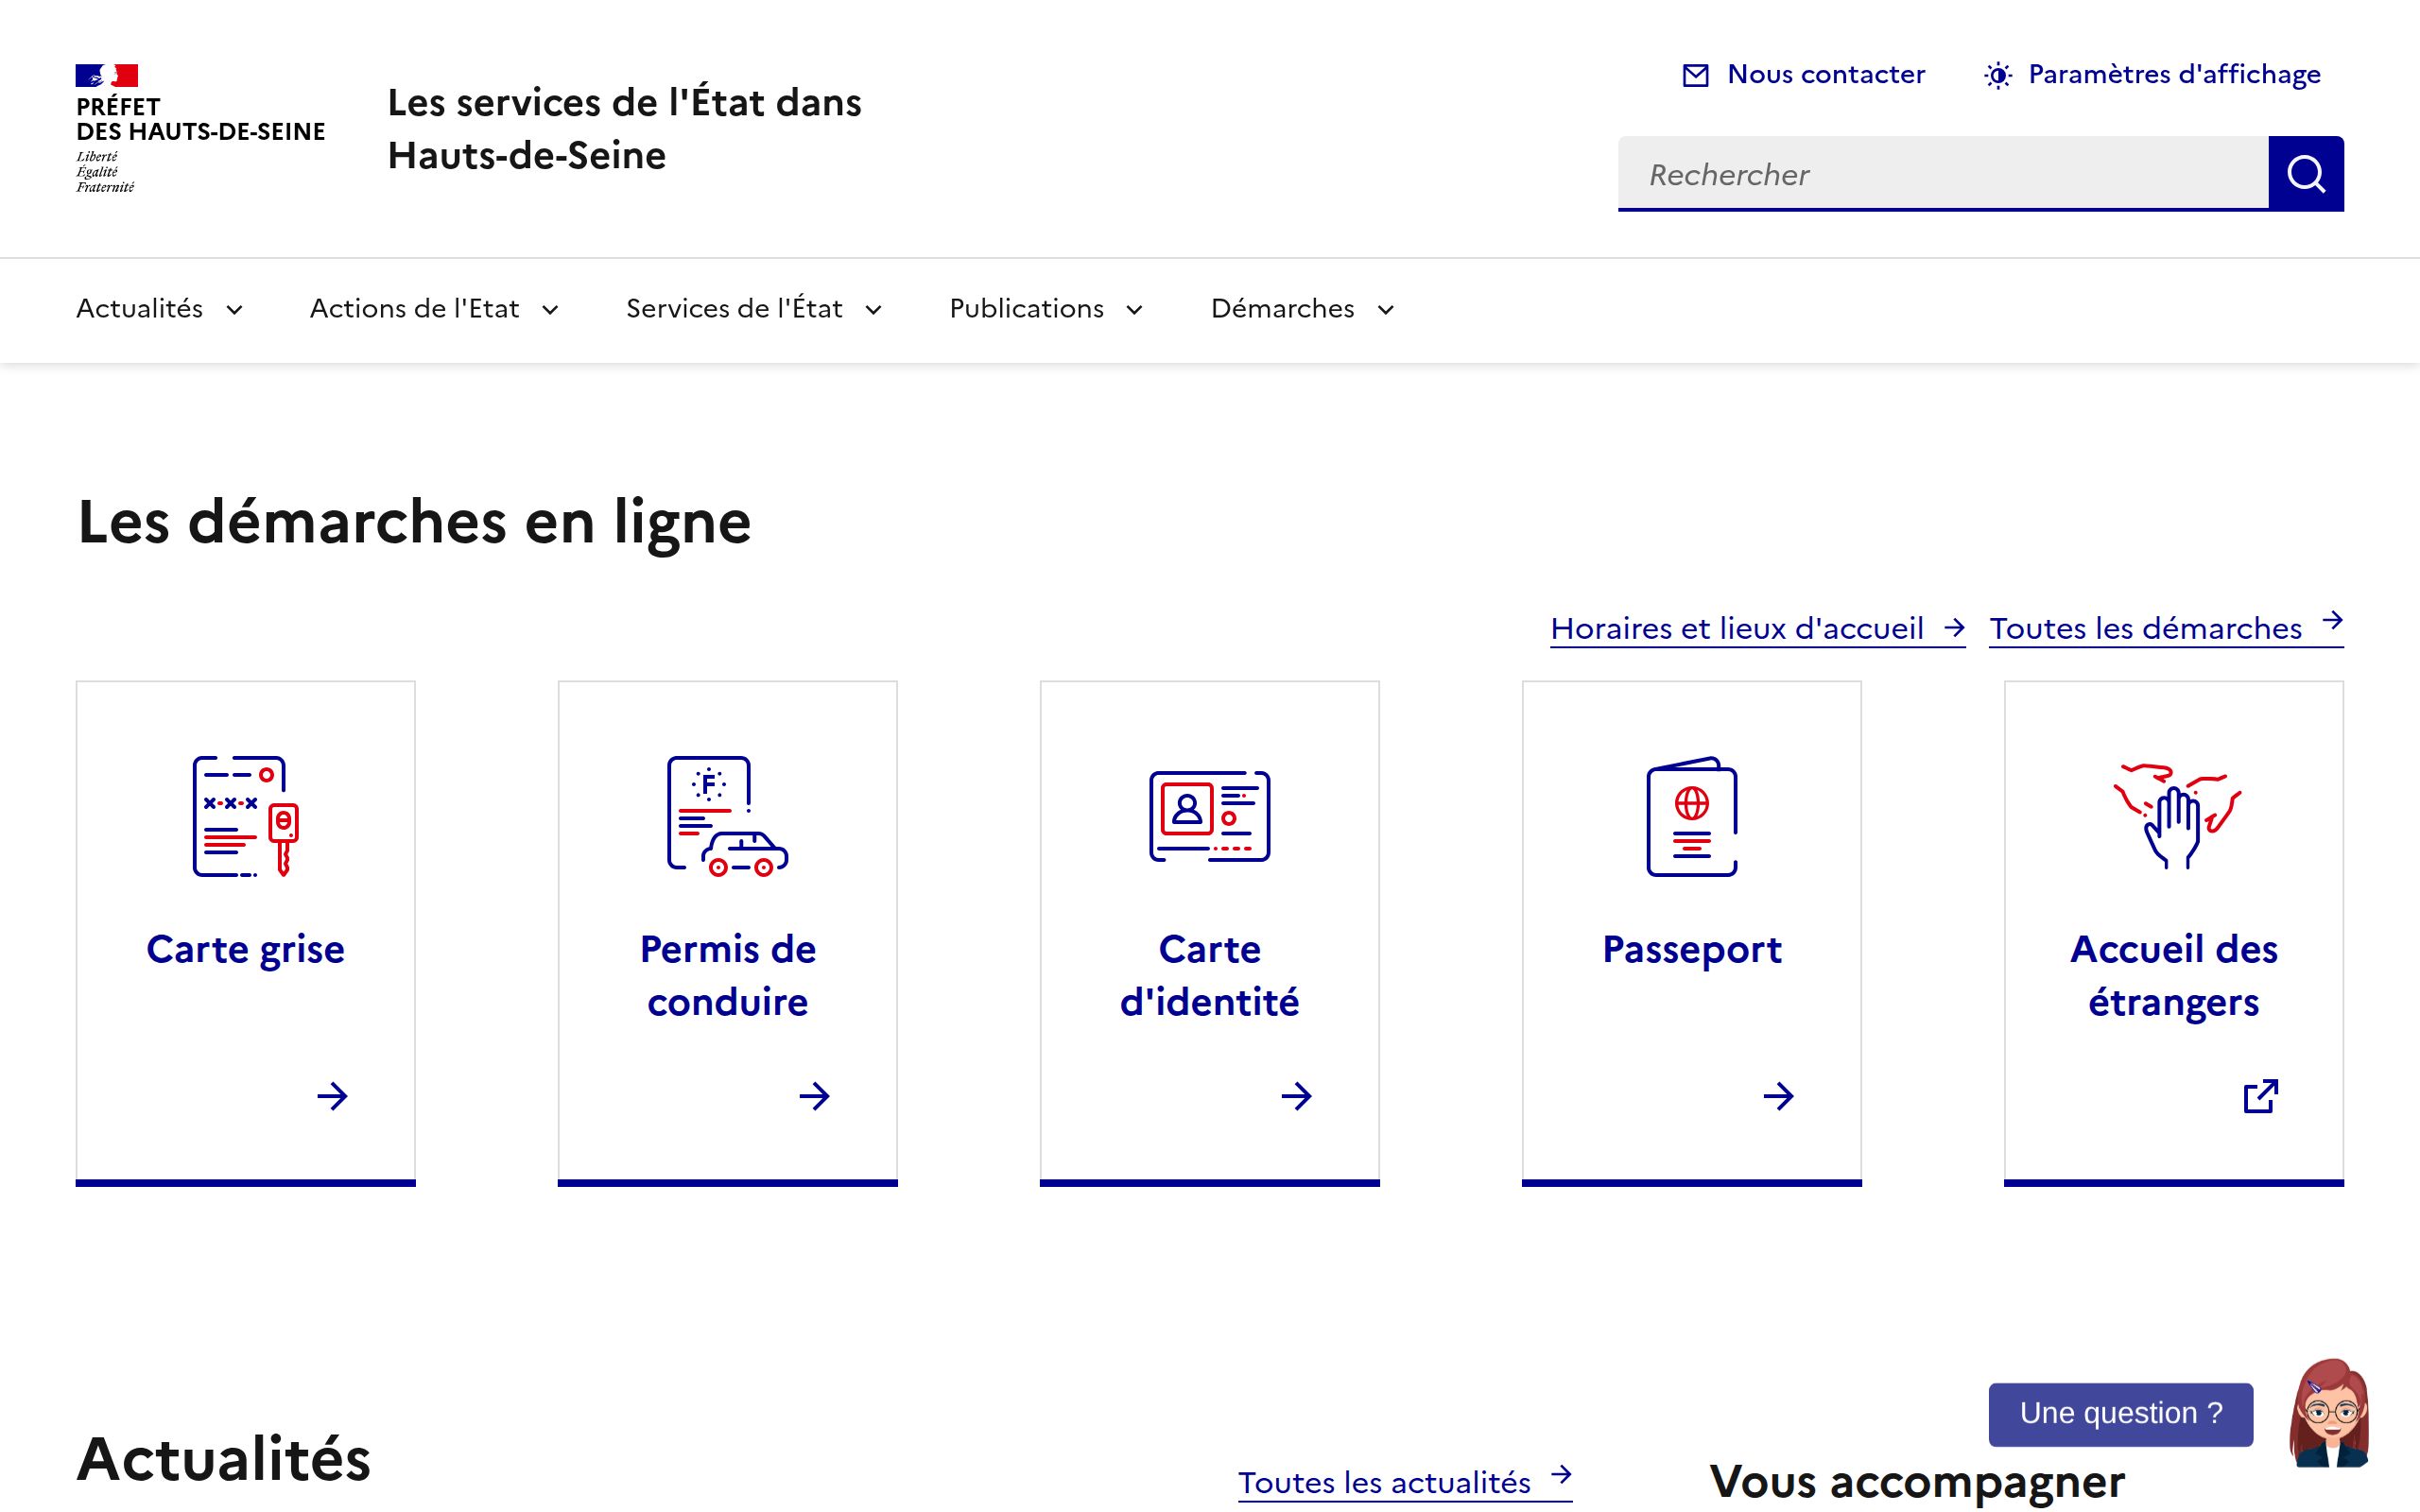 PRÉFET
DES HAUTS-DE-SEINE
Liberté
Égalité
Fraternité
Les services de l'État dans
Hauts-de-Seine
Nous contacter
Paramètres d'affichage
Rechercher
Actualités
Actions de l'Etat
Services de l'État
Publications
Démarches
Les démarches en ligne
Horaires et lieux d'accueil
Toutes les démarches
F
Carte grise
Permis de
conduire
Carte
d'identité
Passeport
Accueil des
étrangers
Une question ?
Actualités
Toutes les actualités
Vous accompagner